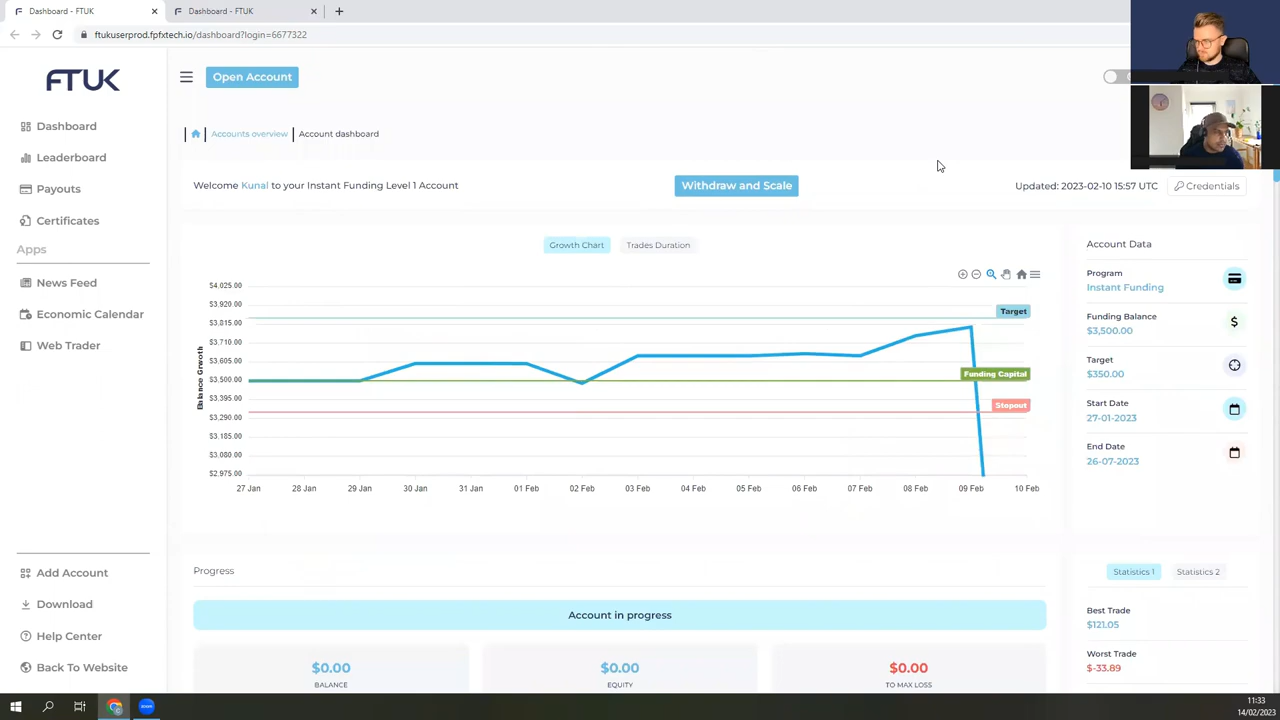 Dashboard - FTUK
Dashboard - FTUK
ftukuserprod.fpfxtech.io/dashboard?login=6677322
FTUK
Open Account
Dashboard
Leaderboard
Payouts
Certificates
Apps
News Feed
Economic Calendar
Web Trader
Add Account
Download
Help Center
Back To Website
Accounts overview
Account dashboard
Welcome Kunal to your Instant Funding Level 1 Account
Withdraw and Scale
Updated: 2023-02-10 15:57 UTC
Credentials
Growth Chart
Trades Duration
Balance Growth
$4,025.00
$3,920.00
$3,815.00
$3,710.00
$3,605.00
$3,500.00
$3,395.00
$3,290.00
$3,185.00
$3,080.00
$2,975.00
Target
Funding Capital
Stopout
27 Jan
28 Jan
29 Jan
30 Jan
31 Jan
01 Feb
02 Feb
03 Feb
04 Feb
05 Feb
06 Feb
07 Feb
08 Feb
09 Feb
10 Feb
Account Data
Program
Instant Funding
Funding Balance
$3,500.00
Target
$350.00
Start Date
27-01-2023
End Date
26-07-2023
Progress
Account in progress
$0.00
BALANCE
$0.00
EQUITY
$0.00
TO MAX LOSS
Statistics 1
Statistics 2
Best Trade
$121.05
Worst Trade
$-33.89
zoom
11:33
14/02/2023